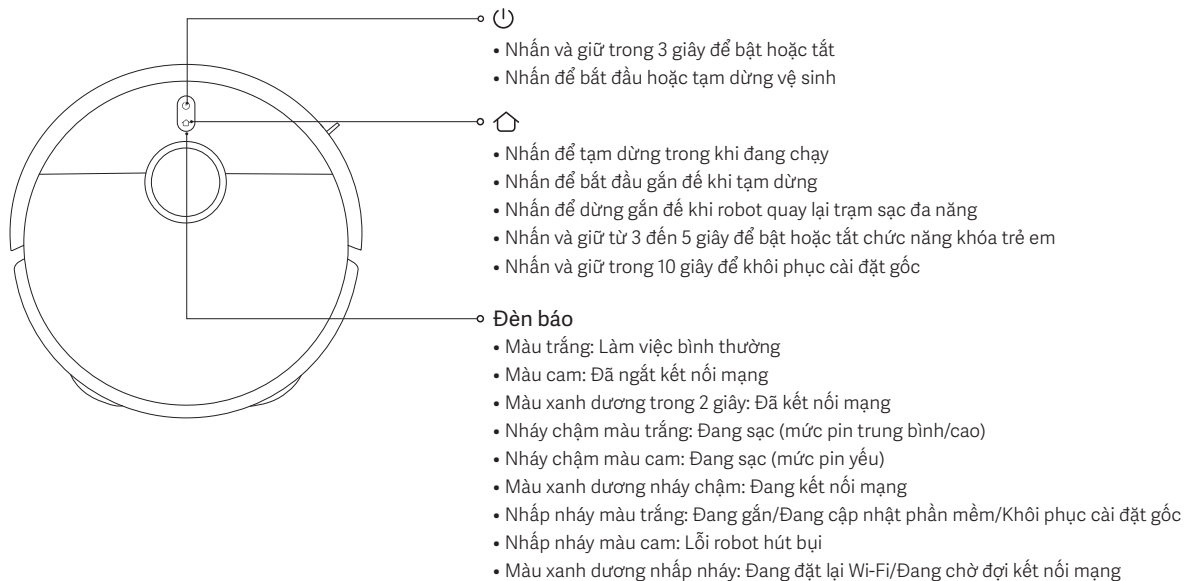 • Nhấn và giữ trong 3 giây để bật hoặc tắt
• Nhấn để bắt đầu hoặc tạm dừng vệ sinh
• Nhấn để tạm dừng trong khi đang chạy
• Nhấn để bắt đầu gắn đế khi tạm dừng
• Nhấn để dừng gắn đế khi robot quay lại trạm sạc đa năng
• Nhấn và giữ từ 3 đến 5 giây để bật hoặc tắt chức năng khóa trẻ em
• Nhấn và giữ trong 10 giây để khôi phục cài đặt gốc
Đèn báo
• Màu trắng: Làm việc bình thường
• Màu cam: Đã ngắt kết nối mạng
• Màu xanh dương trong 2 giây: Đã kết nối mạng
• Nháy chậm màu trắng: Đang sạc (mức pin trung bình/cao)
• Nháy chậm màu cam: Đang sạc (mức pin yếu)
• Màu xanh dương nháy chậm: Đang kết nối mạng
• Nhấp nháy màu trắng: Đang gắn/Đang cập nhật phần mềm/Khôi phục cài đặt gốc
• Nhấp nháy màu cam: Lỗi robot hút bụi
• Màu xanh dương nhấp nháy: Đang đặt lại Wi-Fi/Đang chờ đợi kết nối mạng